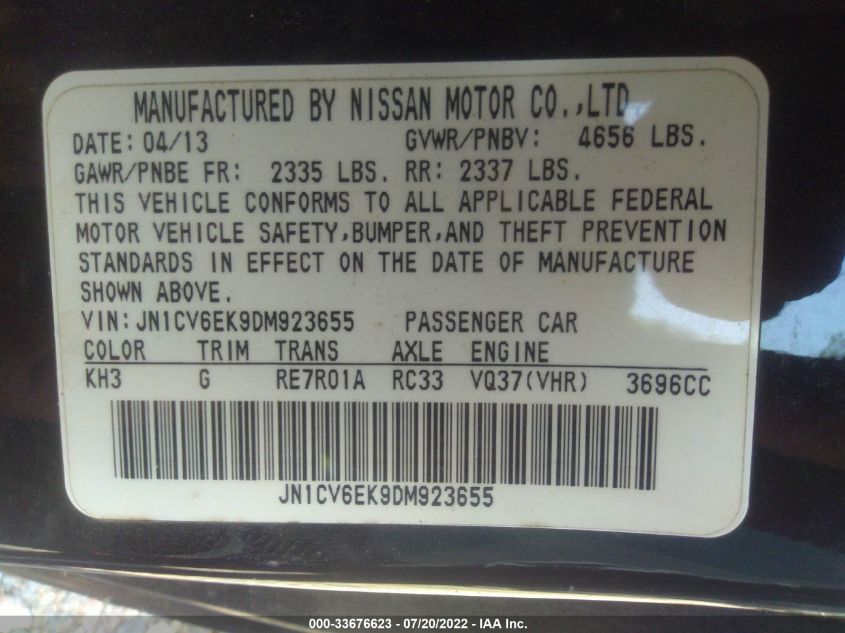 MANUFACTURED BY NISSAN MOTOR CO.,LTD
DATE: 04/13 GVWR/PNBV: 4656 LBS.
GAWR/PNBE FR: 2335 LBS. RR: 2337 LBS.
THIS VEHICLE CONFORMS TO ALL APPLICABLE FEDERAL
MOTOR VEHICLE SAFETY,BUMPER,AND THEFT PREVENTION
STANDARDS IN EFFECT ON THE DATE OF MANUFACTURE
SHOWN ABOVE.
VIN:JN1CV6EK9DM923655 PASSENGER CAR
COLOR TRIM TRANS AXLE ENGINE
KH3 G RE7R01A RC33 VQ37(VHR) 3696CC
JN1CV6EK9DM923655
000-33676623 - 07/20/2022 - IAA Inc.